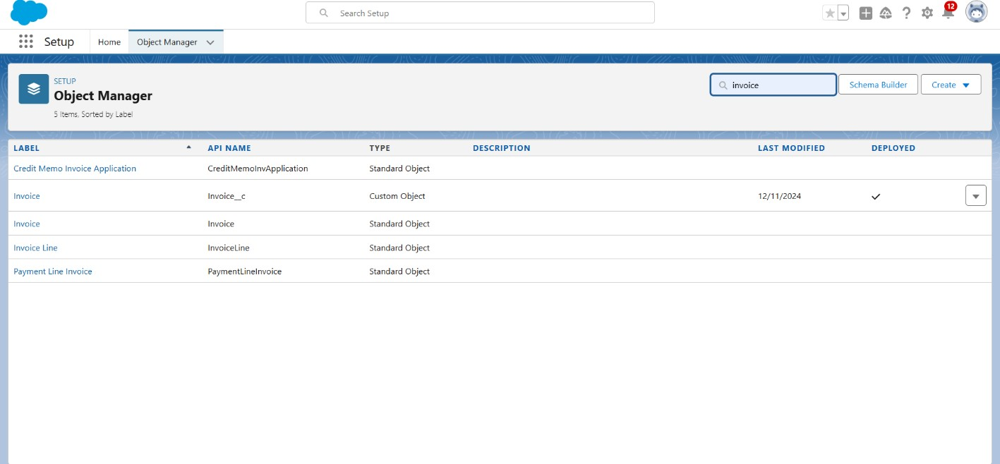 Search Setup
12
Setup
Home
Object Manager
SETUP
Object Manager
5 Items, Sorted by Label
invoice
Schema Builder
Create
LABEL API NAME TYPE DESCRIPTION LAST MODIFIED DEPLOYED
Credit Memo Invoice Application CreditMemoInvApplication Standard Object
Invoice Invoice__c Custom Object 12/11/2024
Invoice Invoice Standard Object
Invoice Line InvoiceLine Standard Object
Payment Line Invoice PaymentLineInvoice Standard Object